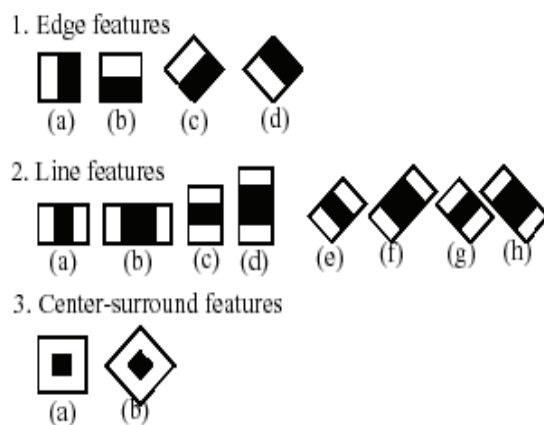 1. Edge features
(a) (b) (c) (d)
2. Line features
(a) (b) (c) (d) (e) (f) (g) (h)
3. Center-surround features
(a) (b)